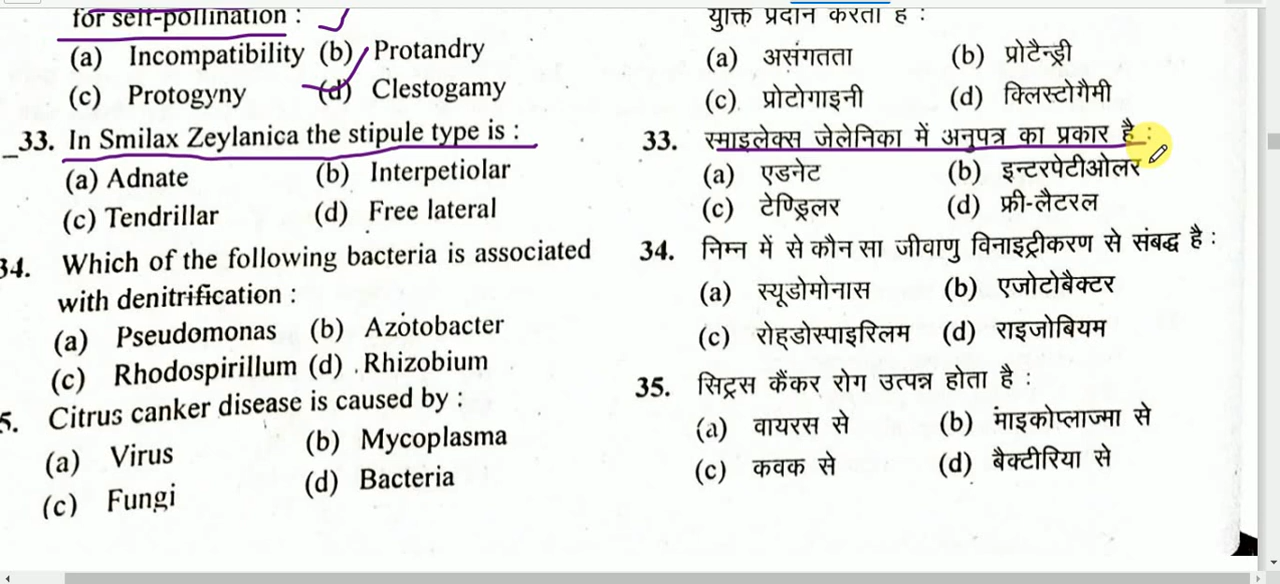 for self-pollination :
(a) Incompatibility (b) Protandry
(c) Protogyny (d) Clestogamy
33. In Smilax Zeylanica the stipule type is :
(a) Adnate (b) Interpetiolar
(c) Tendrillar (d) Free lateral
34. Which of the following bacteria is associated
with denitrification :
(a) Pseudomonas (b) Azotobacter
(c) Rhodospirillum (d) Rhizobium
5. Citrus canker disease is caused by :
(a) Virus (b) Mycoplasma
(c) Fungi (d) Bacteria
युक्ति प्रदान करता है :
(a) असंगतता (b) प्रोटैन्ड्री
(c) प्रोटोगाइनी (d) क्लिस्टोगेमी
33. स्माइलेक्स जेलेनिका में अनुपत्र का प्रकार है :
(a) एडनेट (b) इन्टरपेटीओलर
(c) टेण्ड्रिलर (d) फ्री-लैटरल
34. निम्न में से कौन सा जीवाणु विनाइट्रीकरण से संबद्ध है :
(a) स्यूडोमोनास (b) एजोटोबैक्टर
(c) रोह्डोस्पाइरिलम (d) राइजोबियम
35. सिट्रस कैंकर रोग उत्पन्न होता है :
(a) वायरस से (b) माइकोप्लाज्मा से
(c) कवक से (d) बैक्टीरिया से